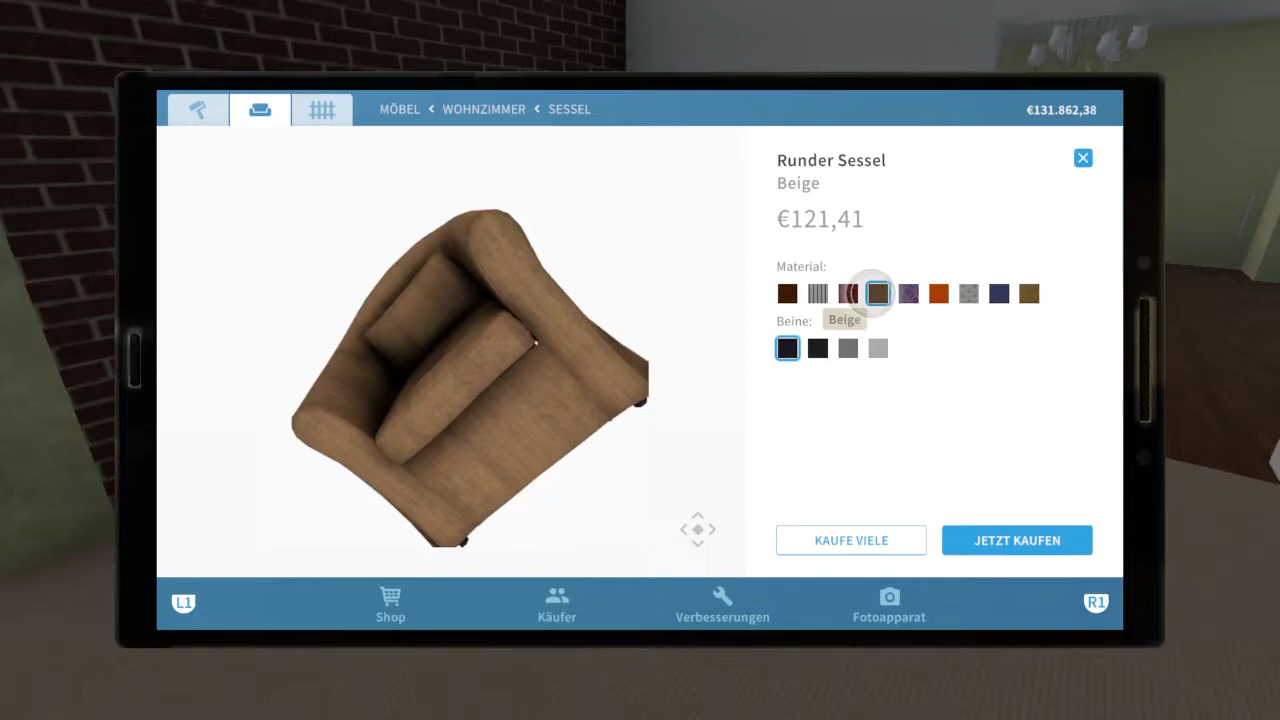 MÖBEL < WOHNZIMMER < SESSEL
€131.862,38
Runder Sessel
Beige
€121,41
Material:
Beine:
Beige
KAUFE VIELE
JETZT KAUFEN
L1
Shop
Käufer
Verbesserungen
Fotoapparat
R1